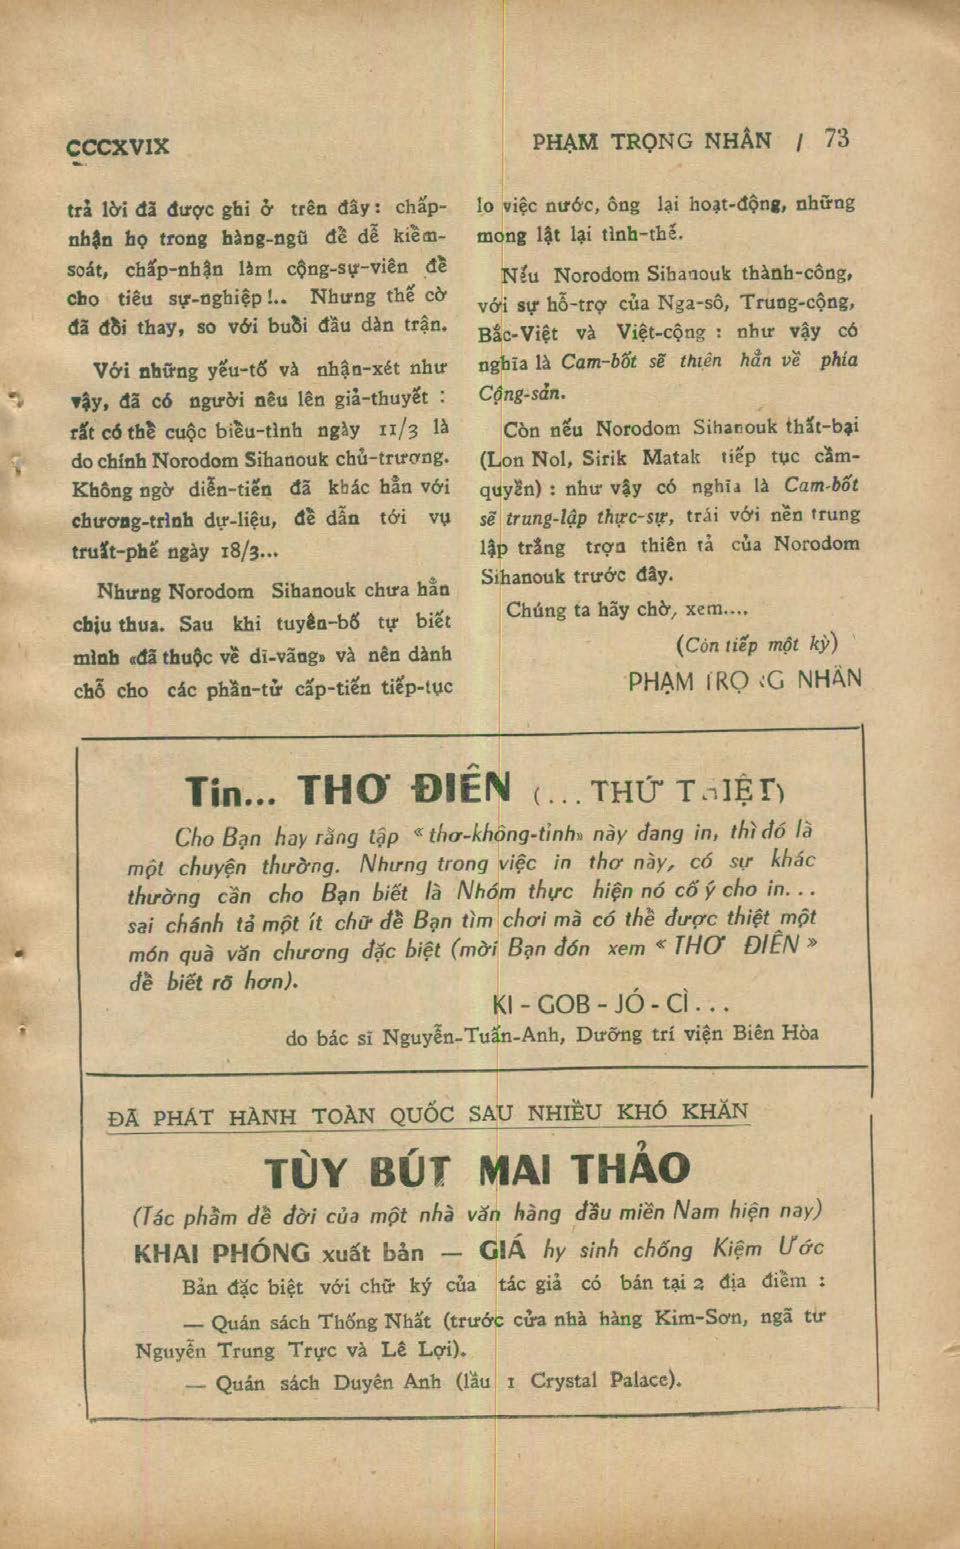 CCCXVIX
PHẠM TRỌNG NHÂN / 73
trả lời đã được ghi ở trên đây : chấp-
nhận họ trong hàng-ngũ để dễ kiểm-
soát, chấp-nhận làm cộng-sự-viên để
cho tiêu sự-nghiệp !.. Nhưng thế cờ
đã đổi thay, so với buổi đầu dàn trận.
Với những yếu-tố và nhận-xét như
vậy, đã có người nêu lên giả-thuyết :
rất có thể cuộc biểu-tình ngày 11/3 là
do chính Norodom Sihanouk chủ-trương.
Không ngờ diễn-tiến đã khác hẳn với
chương-trình dự-liệu, để dẫn tới vụ
truất-phế ngày 18/3...
Nhưng Norodom Sihanouk chưa hẳn
chịu thua. Sau khi tuyên-bố tự biết
mình «đã thuộc về dĩ-vãng» và nên dành
chỗ cho các phần-tử cấp-tiến tiếp-tục
lo việc nước, ông lại hoạt-động, những
mong lật lại tình-thế.
Nếu Norodom Sihanouk thành-công,
với sự hỗ-trợ của Nga-sô, Trung-cộng,
Bắc-Việt và Việt-cộng : như vậy có
nghĩa là Cam-bốt sẽ thiên hẳn về phía
Cộng-sản.
Còn nếu Norodom Sihanouk thất-bại
(Lon Nol, Sirik Matak tiếp tục cầm-
quyền) : như vậy có nghĩa là Cam-bốt
sẽ trung-lập thực-sự, trái với nền trung
lập trắng trợn thiên tả của Norodom
Sihanouk trước đây.
Chúng ta hãy chờ, xem....
(Còn tiếp một kỳ)
PHẠM TRỌNG NHÂN
Tin... THƠ ĐIÊN (... THỨ THIỆT)
Cho Bạn hay rằng tập « thơ-không-tỉnh» này đang in, thì đó là
một chuyện thường. Nhưng trong việc in thơ này, có sự khác
thường cần cho Bạn biết là Nhóm thực hiện nó cố ý cho in...
sai chánh tả một ít chữ để Bạn tìm chơi mà có thể được thiệt một
món quà văn chương đặc biệt (mời Bạn đón xem « THƠ ĐIÊN »
để biết rõ hơn).
KI - GOB - JÓ - CÌ...
do bác sĩ Nguyễn-Tuấn-Anh, Dưỡng trí viện Biên Hòa
ĐÃ PHÁT HÀNH TOÀN QUỐC SAU NHIỀU KHÓ KHĂN
TÙY BÚT MAI THẢO
(Tác phẩm để đời của một nhà văn hàng đầu miền Nam hiện nay)
KHAI PHÓNG xuất bản — GIÁ hy sinh chống Kiệm Ước
Bản đặc biệt với chữ ký của tác giả có bán tại 2 địa điểm :
— Quán sách Thống Nhất (trước cửa nhà hàng Kim-Sơn, ngã tư
Nguyễn Trung Trực và Lê Lợi).
— Quán sách Duyên Anh (lầu 1 Crystal Palace).